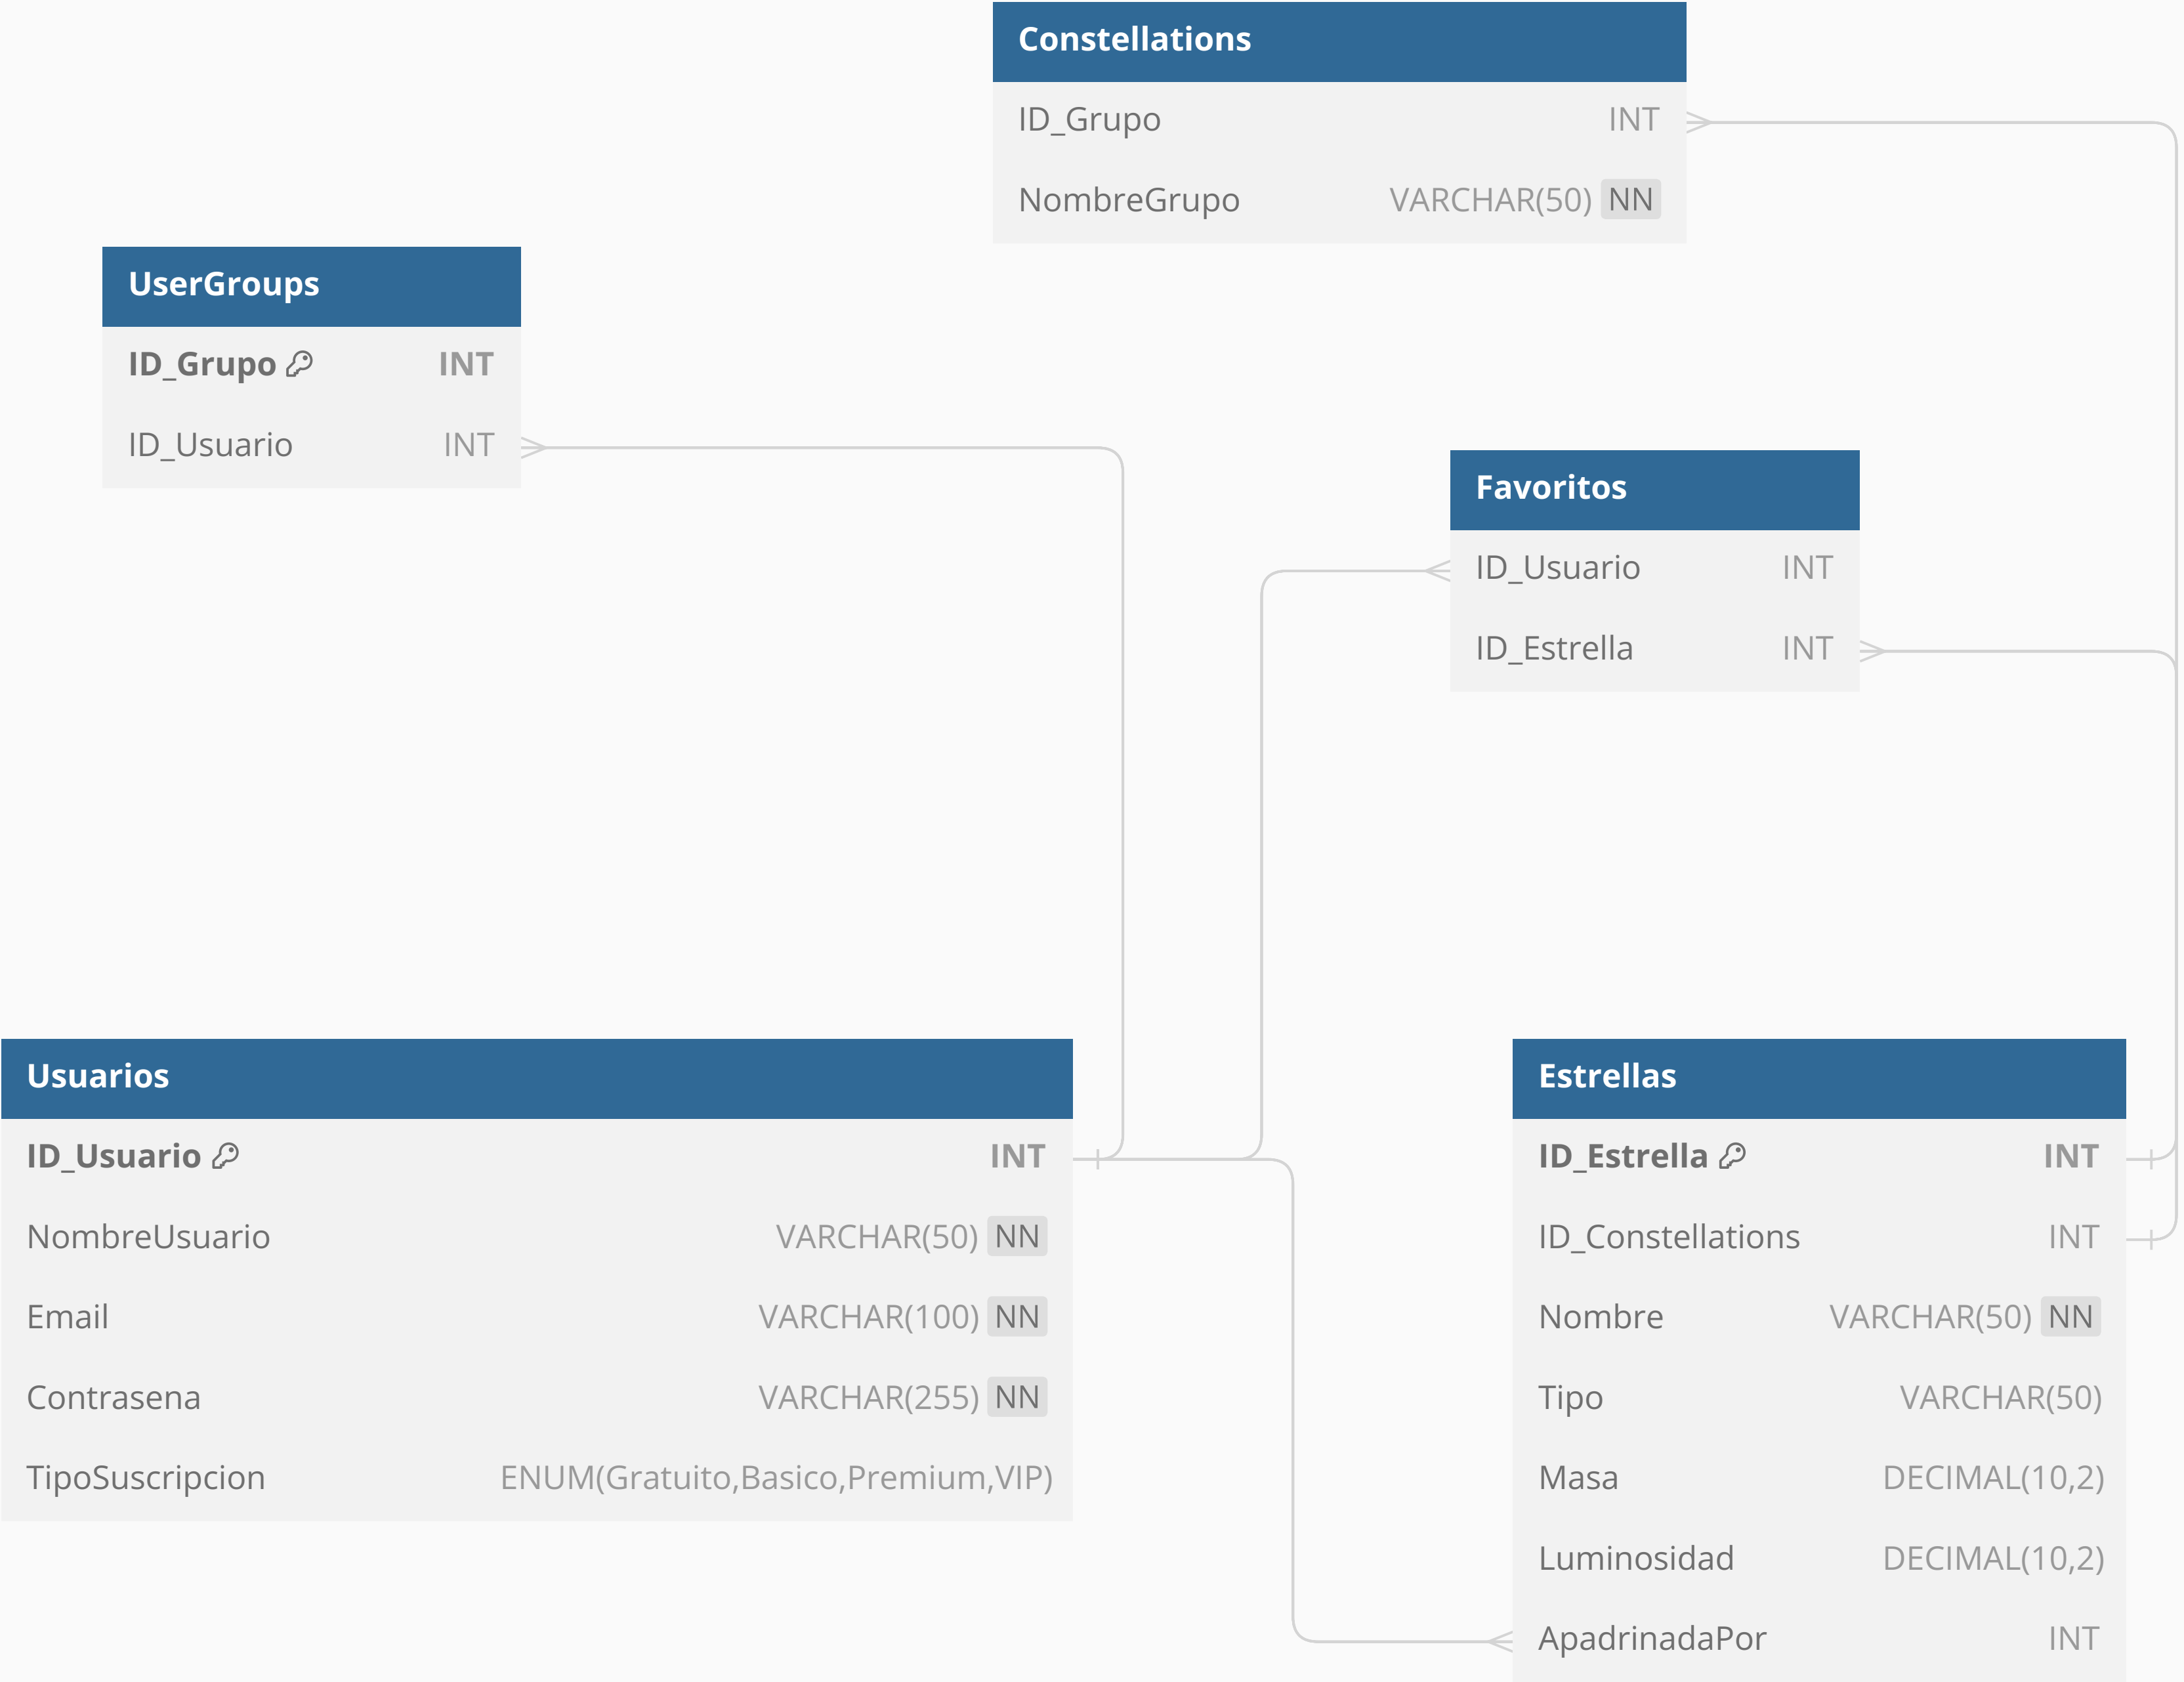 Constellations
ID_Grupo INT
NombreGrupo VARCHAR(50) NN
UserGroups
ID_Grupo INT
ID_Usuario INT
Favoritos
ID_Usuario INT
ID_Estrella INT
Usuarios
ID_Usuario INT
NombreUsuario VARCHAR(50) NN
Email VARCHAR(100) NN
Contrasena VARCHAR(255) NN
TipoSuscripcion ENUM(Gratuito,Basico,Premium,VIP)
Estrellas
ID_Estrella INT
ID_Constellations INT
Nombre VARCHAR(50) NN
Tipo VARCHAR(50)
Masa DECIMAL(10,2)
Luminosidad DECIMAL(10,2)
ApadrinadaPor INT